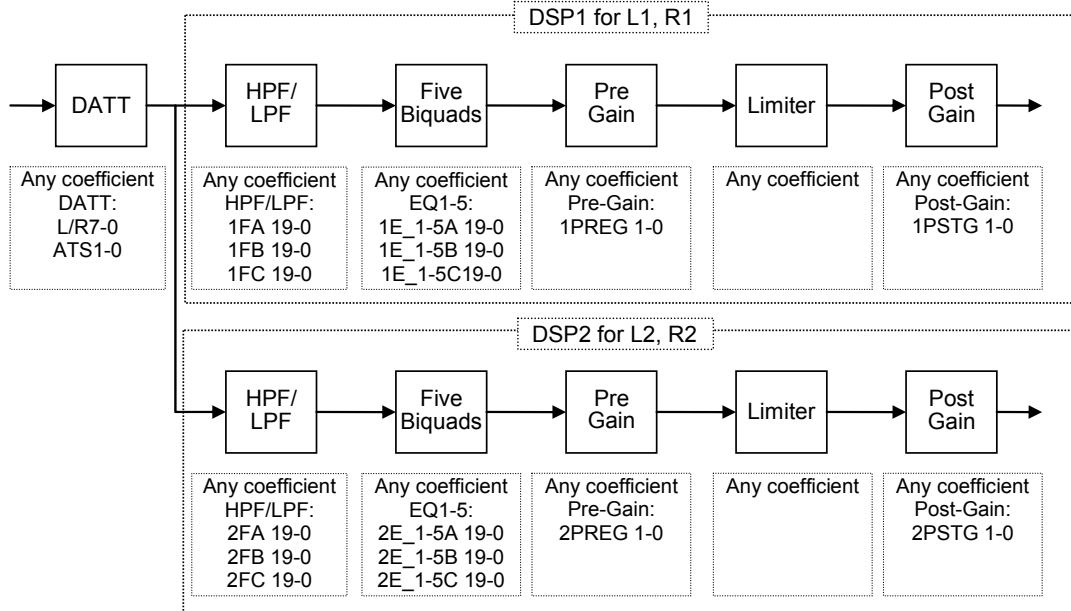 DSP1 for L1, R1
DATT
HPF/
LPF
Five
Biquads
Pre
Gain
Limiter
Post
Gain
Any coefficient
DATT:
L/R7-0
ATS1-0
Any coefficient
HPF/LPF:
1FA 19-0
1FB 19-0
1FC 19-0
Any coefficient
EQ1-5:
1E_1-5A 19-0
1E_1-5B 19-0
1E_1-5C19-0
Any coefficient
Pre-Gain:
1PREG 1-0
Any coefficient
Any coefficient
Post-Gain:
1PSTG 1-0
DSP2 for L2, R2
HPF/
LPF
Five
Biquads
Pre
Gain
Limiter
Post
Gain
Any coefficient
HPF/LPF:
2FA 19-0
2FB 19-0
2FC 19-0
Any coefficient
EQ1-5:
2E_1-5A 19-0
2E_1-5B 19-0
2E_1-5C 19-0
Any coefficient
Pre-Gain:
2PREG 1-0
Any coefficient
Any coefficient
Post-Gain:
2PSTG 1-0